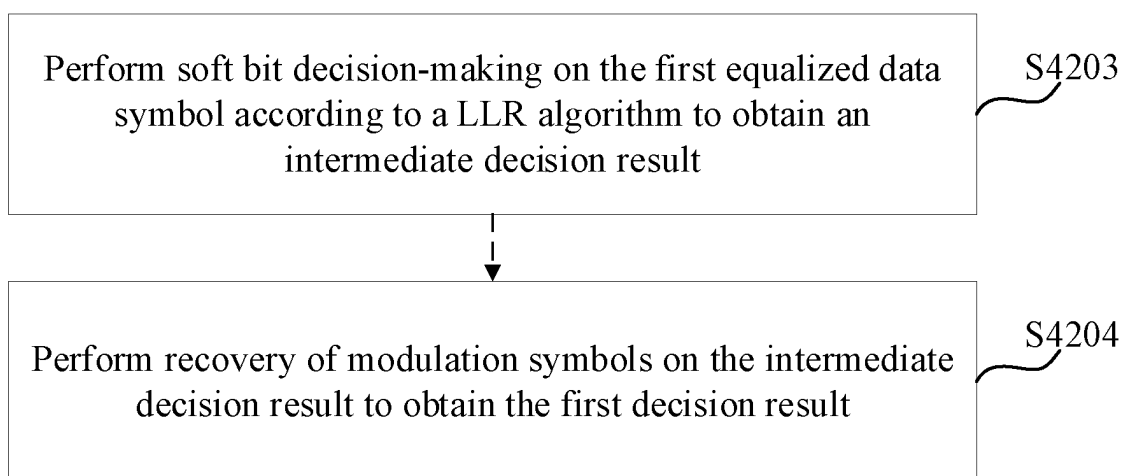 Perform soft bit decision-making on the first equalized data
symbol according to a LLR algorithm to obtain an
intermediate decision result
S4203
Perform recovery of modulation symbols on the intermediate
decision result to obtain the first decision result
S4204